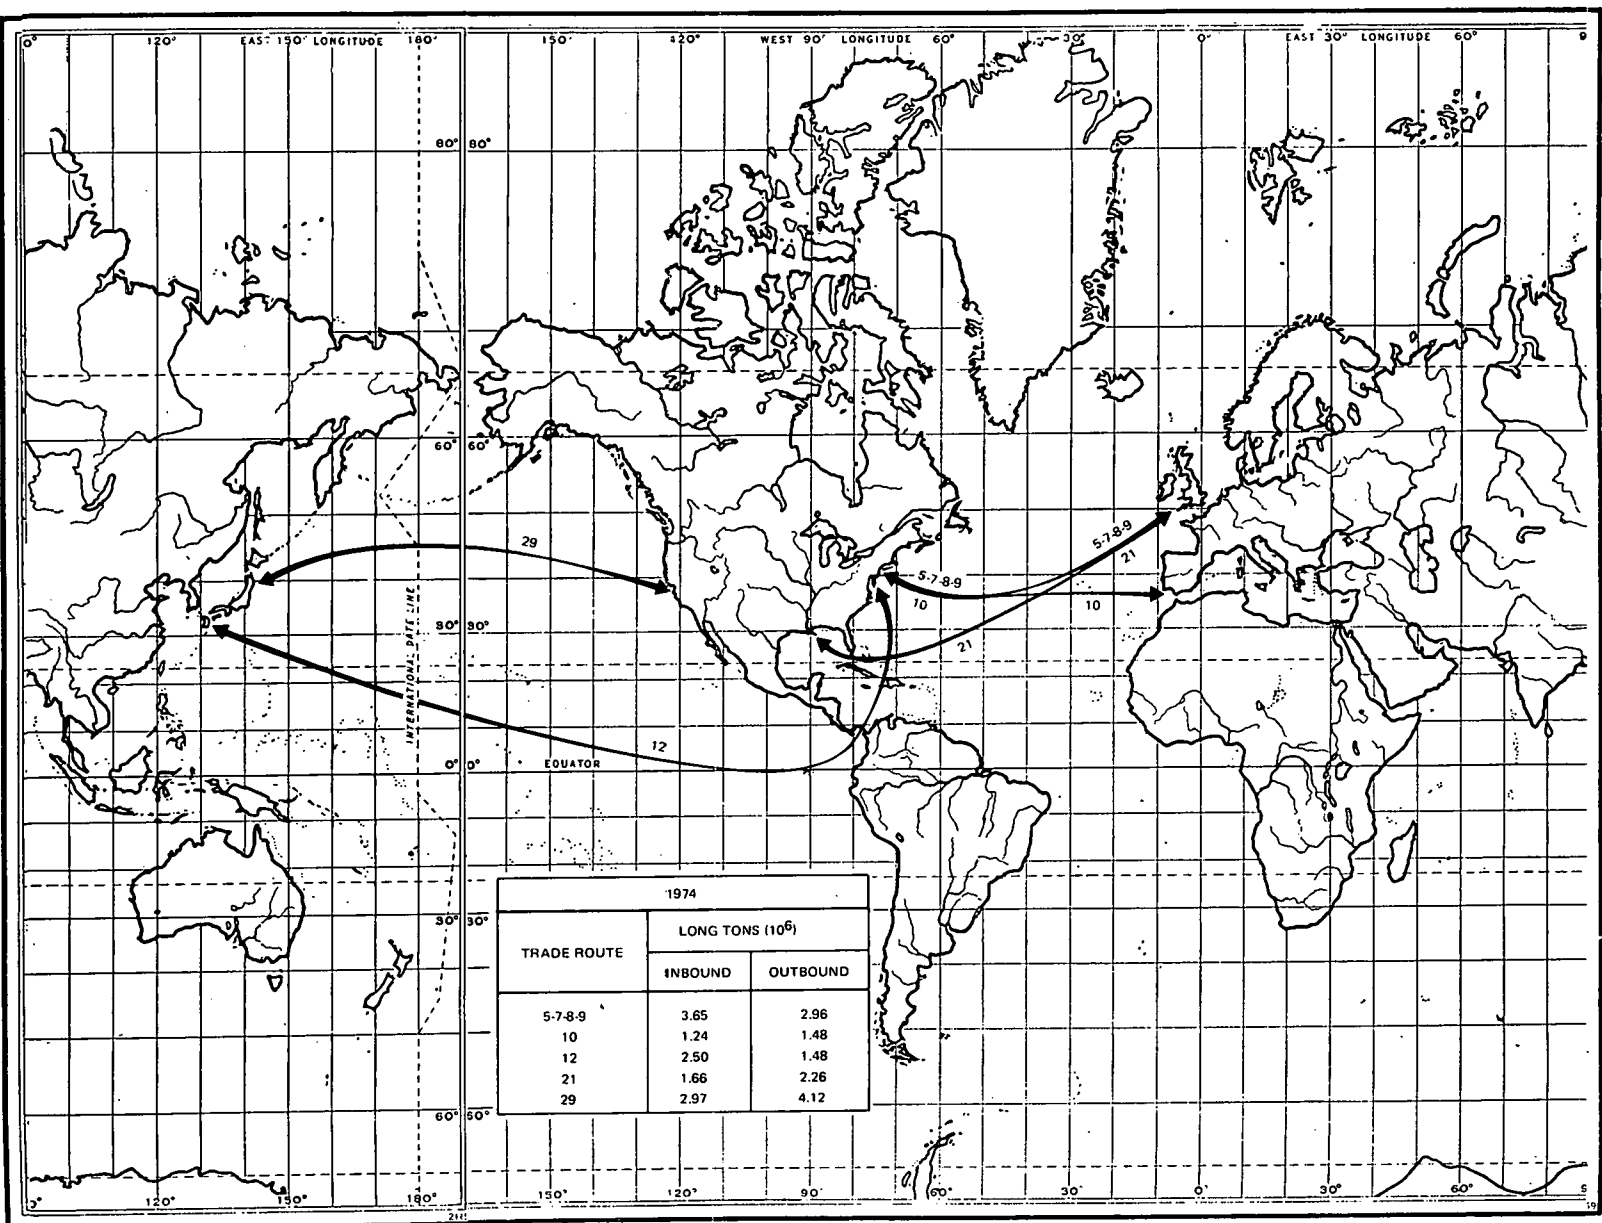 0° 120° EAST 150° LONGITUDE 180° 150° 120° WEST 90° LONGITUDE 60° 30° 0° EAST 30° LONGITUDE 60° 9
80° 80°
60° 60°
29
5-7-8-9
21
5-7-8-9
10
10
21
30° 30°
INTERNATIONAL DATE LINE
12
0° 0°
EQUATOR
1974
TRADE ROUTE
LONG TONS (10⁶)
INBOUND OUTBOUND
5-7-8-9 3.65 2.96
10 1.24 1.48
12 2.50 1.48
21 1.66 2.26
29 2.97 4.12
30° 30°
60° 60°
120° 150° 180° 150° 120° 90° 60° 30° 0° 30° 60°